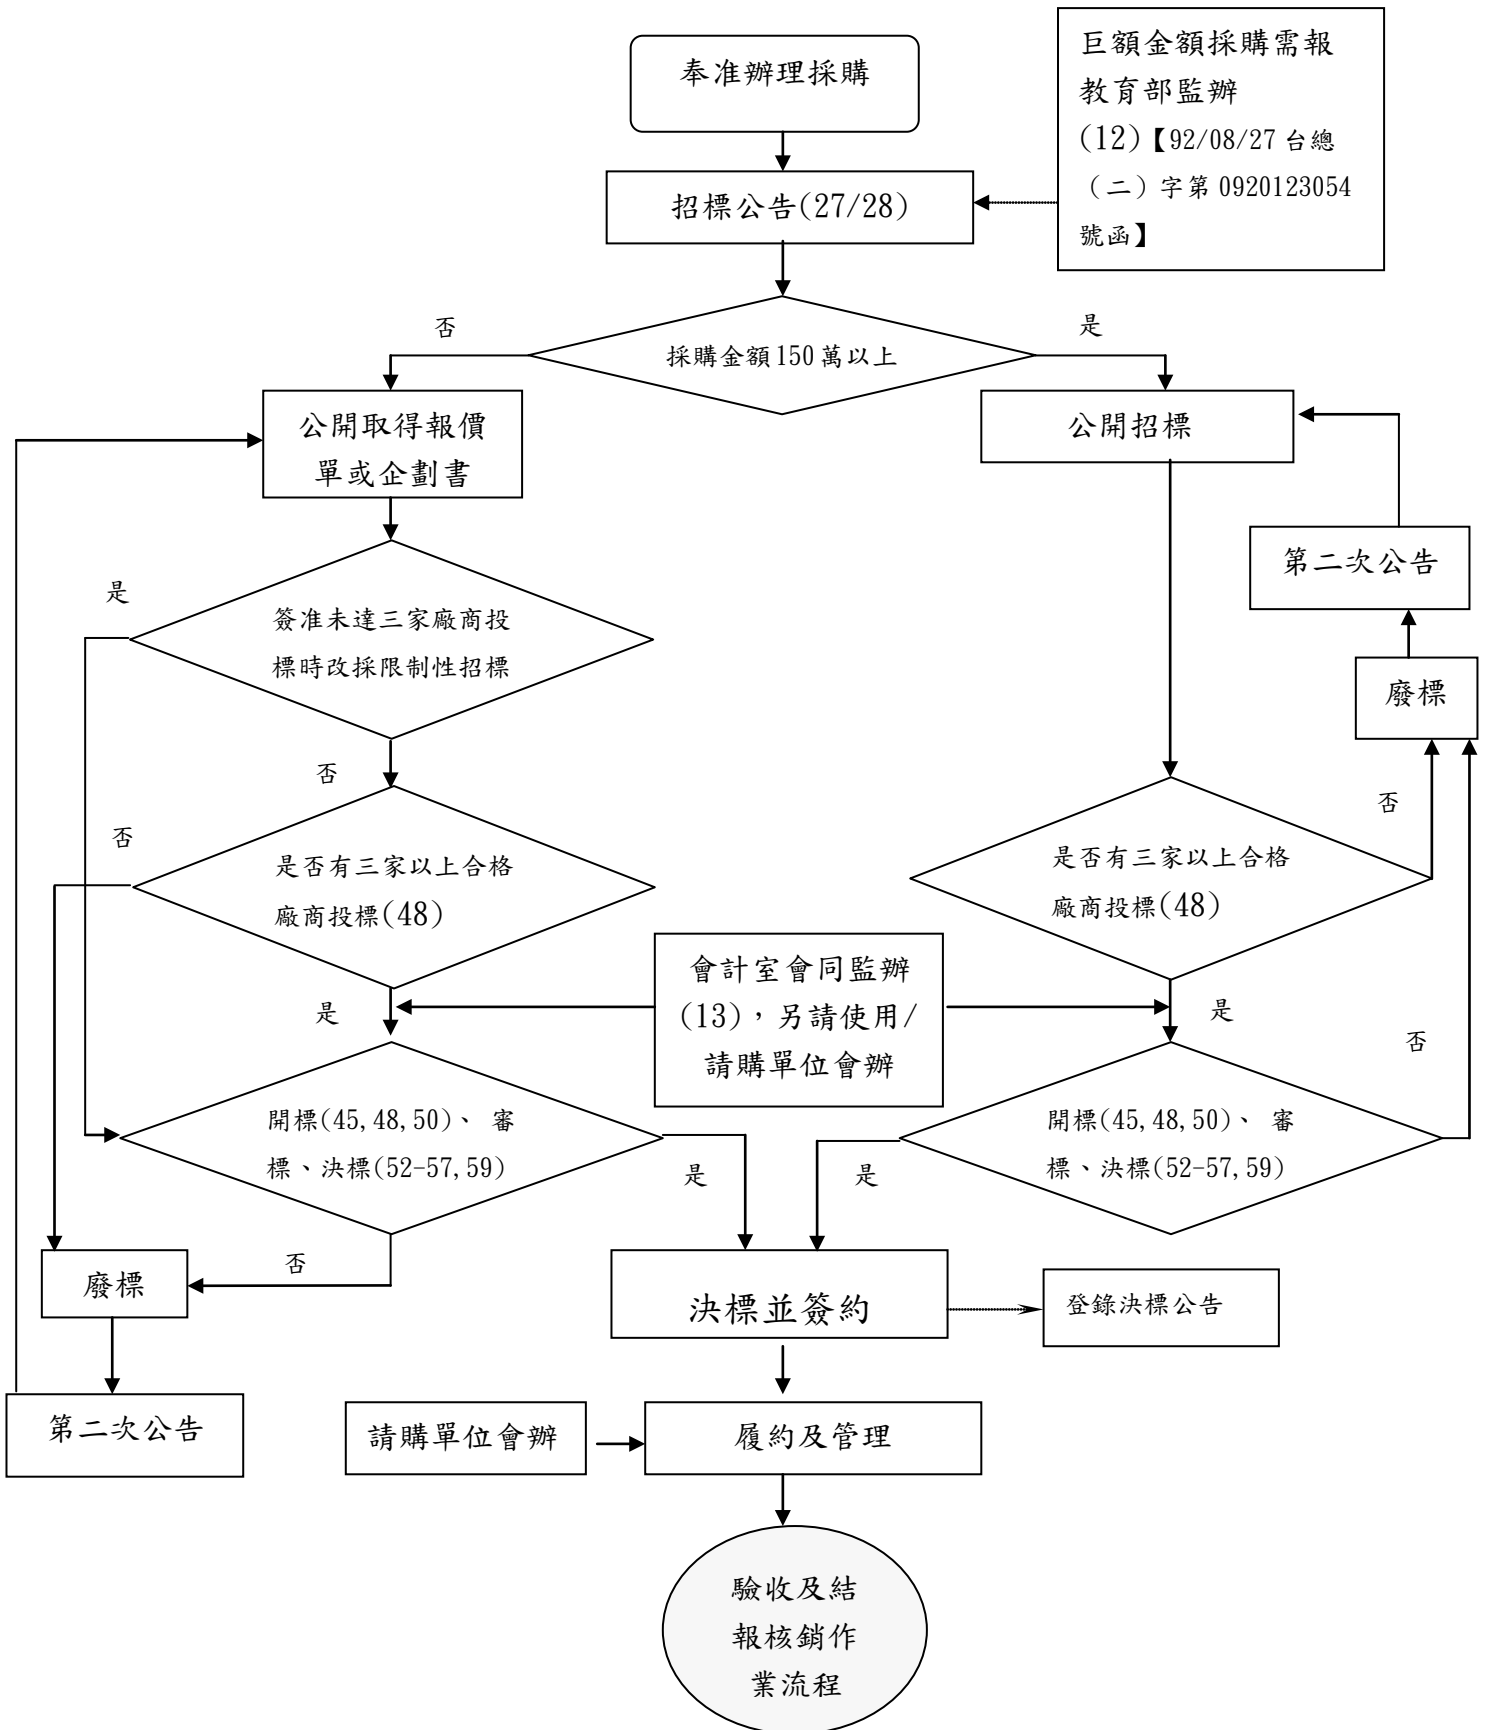 奉准辦理採購
巨額金額採購需報
教育部監辦
(12)【92/08/27 台總
（二）字第 0920123054
號函】
招標公告(27/28)
否
是
採購金額 150 萬以上
公開取得報價
單或企劃書
公開招標
第二次公告
是
簽准未達三家廠商投
標時改採限制性招標
廢標
否
否
否
是否有三家以上合格
廠商投標(48)
是否有三家以上合格
廠商投標(48)
會計室會同監辦
(13)，另請使用/
請購單位會辦
是
是
否
開標(45,48,50)、 審
標、決標(52-57,59)
開標(45,48,50)、 審
標、決標(52-57,59)
是
是
否
廢標
決標並簽約
登錄決標公告
第二次公告
請購單位會辦
履約及管理
驗收及結
報核銷作
業流程